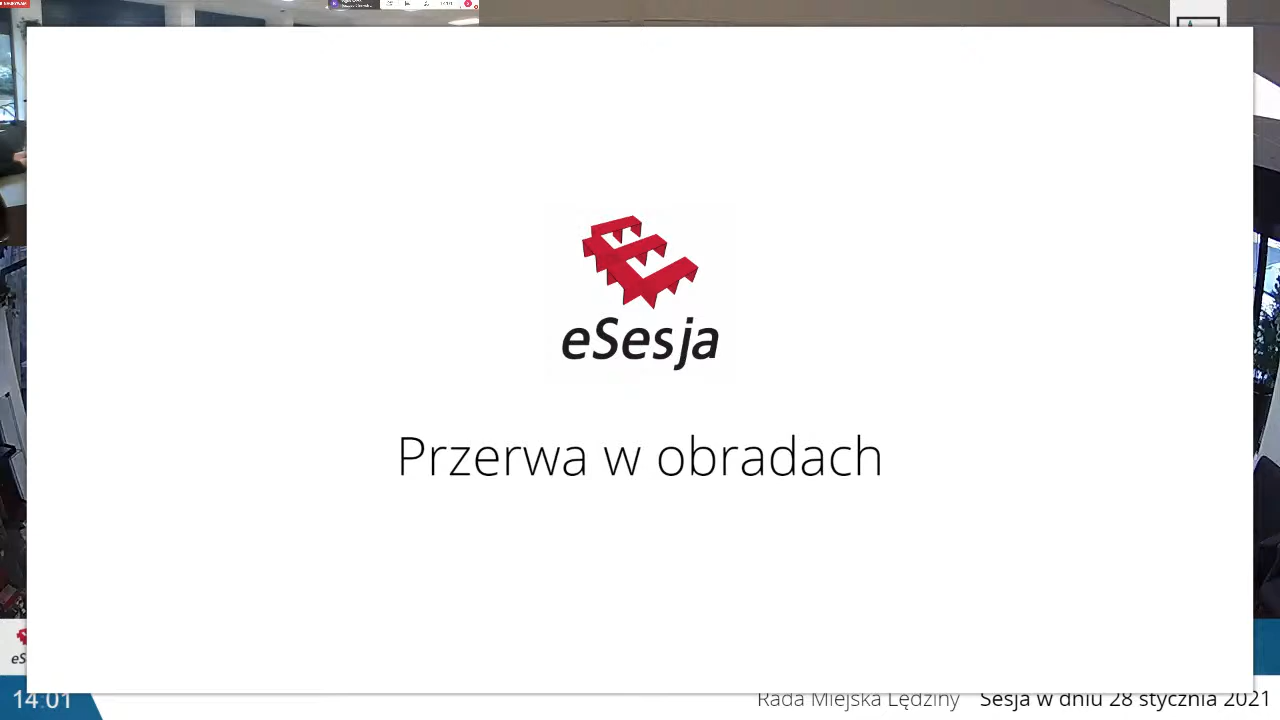 eSesja
Przerwa w obradach
14:01
Rada Miejska Lędziny Sesja w dniu 28 stycznia 2021